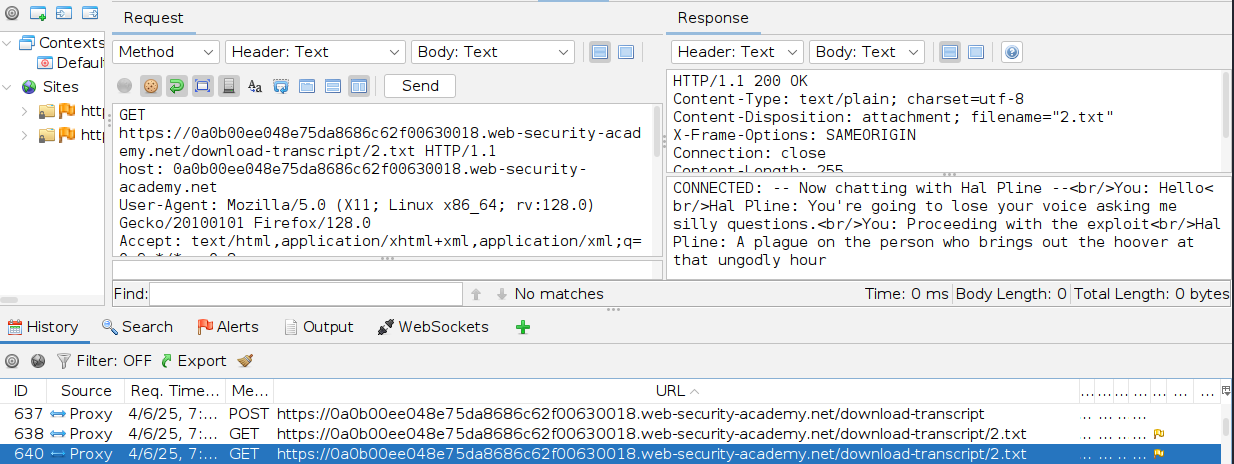 Request
Response
Method
Header: Text
Body: Text
Header: Text
Body: Text
Send
Contexts
Default
Sites
http
http
GET
https://0a0b00ee048e75da8686c62f00630018.web-security-acad
emy.net/download-transcript/2.txt HTTP/1.1
host: 0a0b00ee048e75da8686c62f00630018.web-security-
academy.net
User-Agent: Mozilla/5.0 (X11; Linux x86_64; rv:128.0)
Gecko/20100101 Firefox/128.0
Accept: text/html,application/xhtml+xml,application/xml;q=
HTTP/1.1 200 OK
Content-Type: text/plain; charset=utf-8
Content-Disposition: attachment; filename="2.txt"
X-Frame-Options: SAMEORIGIN
Connection: close
Content-Length: 255
CONNECTED: -- Now chatting with Hal Pline --<br/>You: Hello<
br/>Hal Pline: You're going to lose your voice asking me
silly questions.<br/>You: Proceeding with the exploit<br/>Hal
Pline: A plague on the person who brings out the hoover at
that ungodly hour
Find:
No matches
Time: 0 ms
Body Length: 0
Total Length: 0 bytes
History
Search
Alerts
Output
WebSockets
Filter: OFF
Export
ID Source Req. Time... Me... URL
637 Proxy 4/6/25, 7:... POST https://0a0b00ee048e75da8686c62f00630018.web-security-academy.net/download-transcript
638 Proxy 4/6/25, 7:... GET https://0a0b00ee048e75da8686c62f00630018.web-security-academy.net/download-transcript/2.txt
640 Proxy 4/6/25, 7:... GET https://0a0b00ee048e75da8686c62f00630018.web-security-academy.net/download-transcript/2.txt